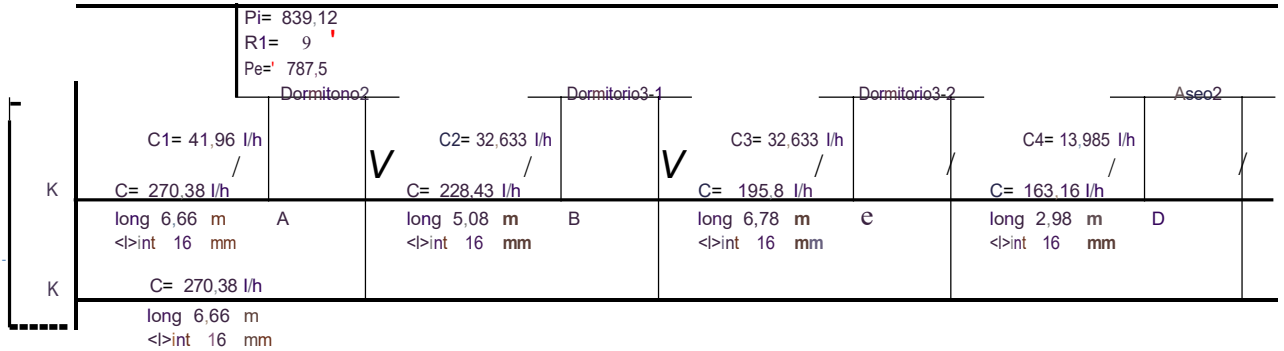 Pi= 839,12
R1= 9 '
Pe=' 787,5
Dormitono2 Dormitorio3-1 Dormitorio3-2 Aseo2
C1= 41,96 l/h C2= 32,633 l/h C3= 32,633 l/h C4= 13,985 l/h
/ V / V / / / /
K C= 270,38 l/h C= 228,43 l/h C= 195.8 l/h C= 163,16 l/h
long 6,66 m A long 5,08 m B long 6,78 m e long 2,98 m D
<l>int 16 mm <l>int 16 mm <l>int 16 mm <l>int 16 mm
K C= 270,38 l/h
long 6,66 m
<l>int 16 mm